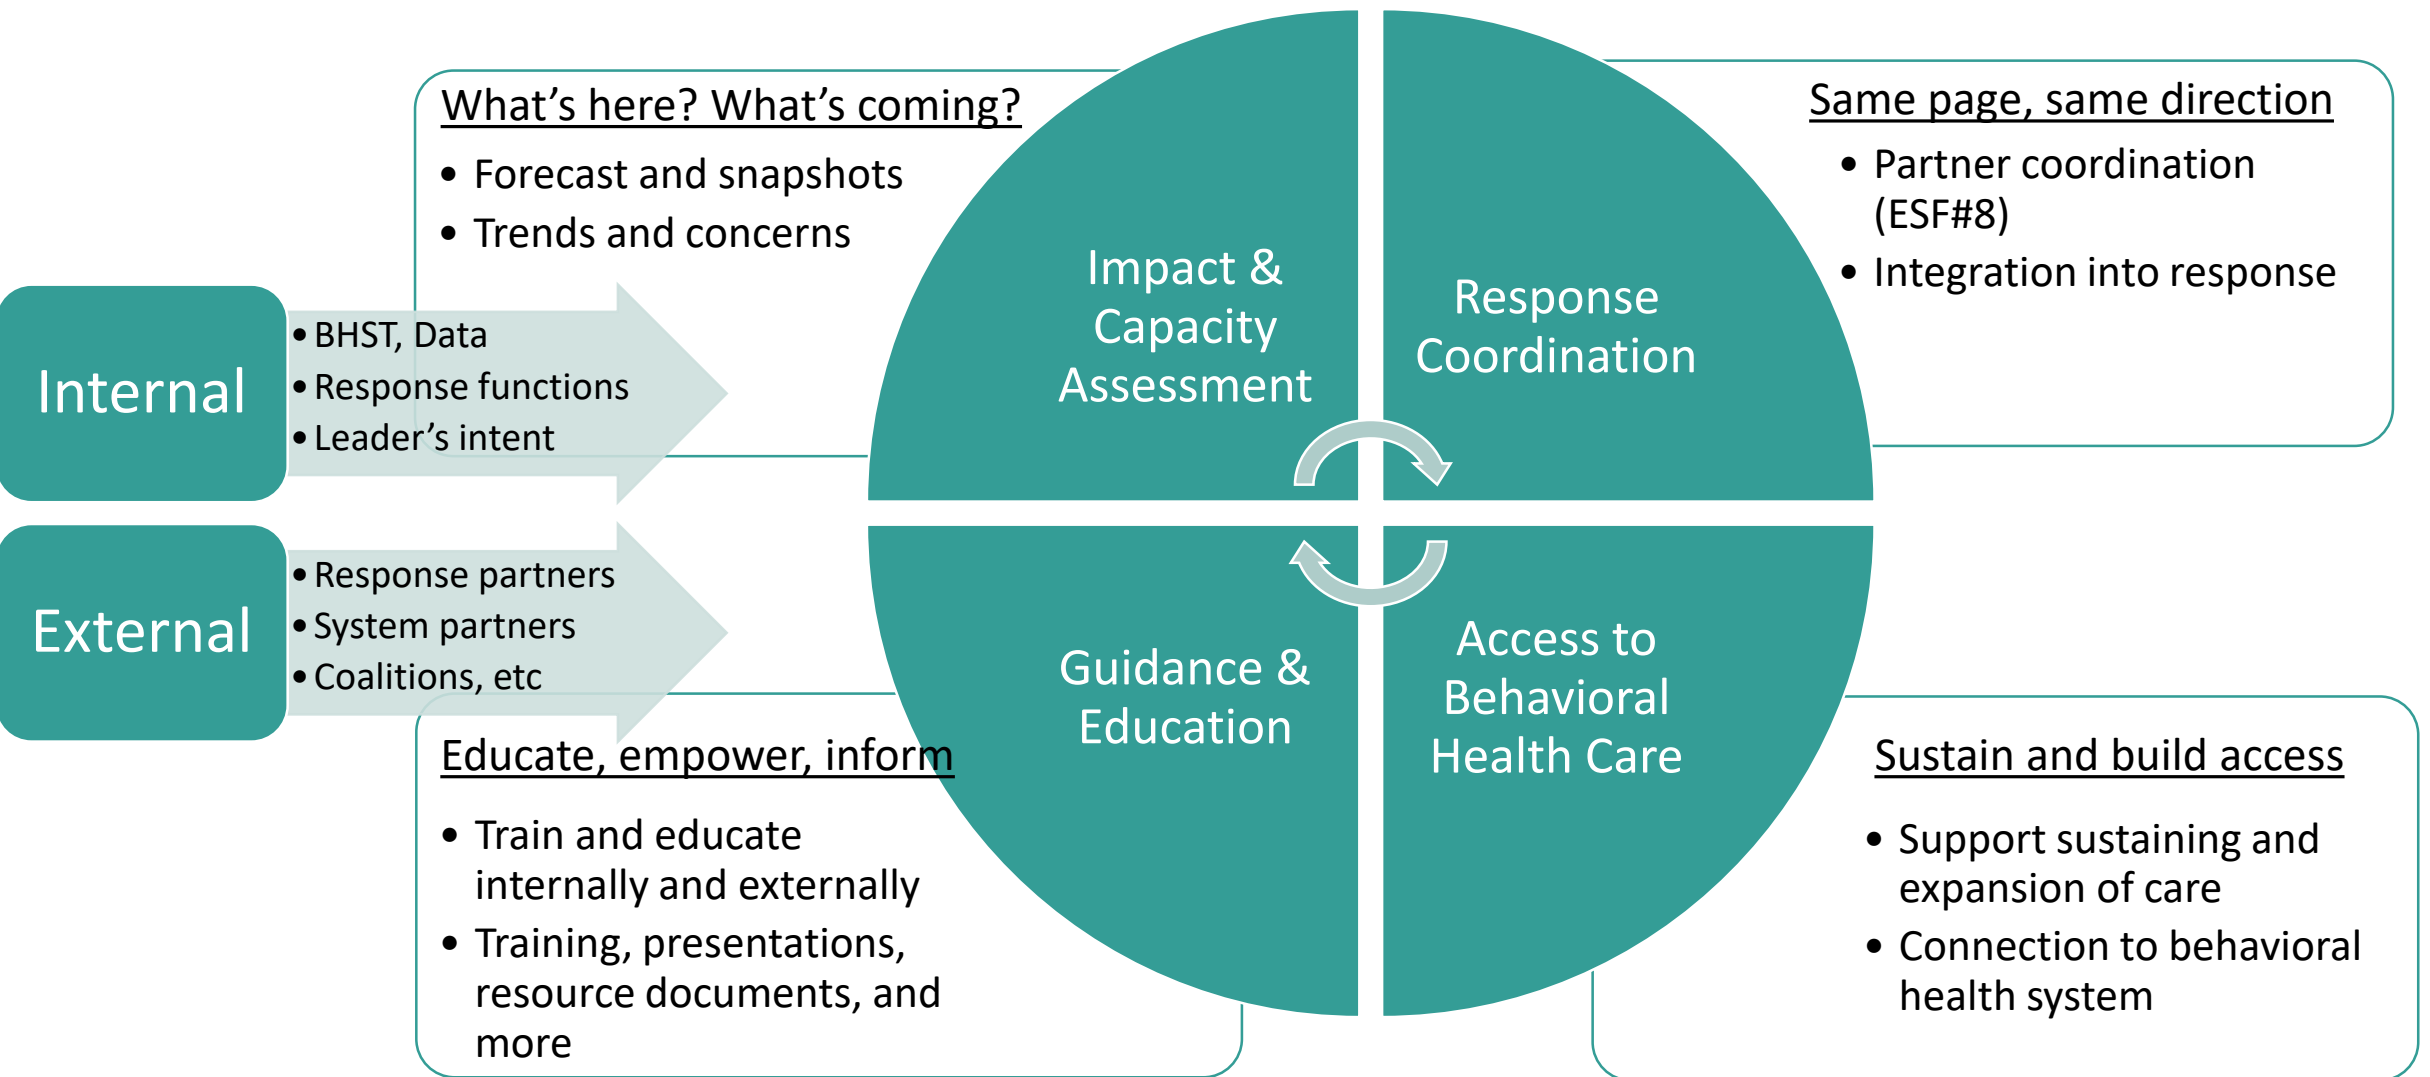 What’s here? What’s coming?
• Forecast and snapshots
• Trends and concerns
Internal
• BHST, Data
• Response functions
• Leader’s intent
External
• Response partners
• System partners
• Coalitions, etc
Impact &
Capacity
Assessment
Response
Coordination
Same page, same direction
• Partner coordination
(ESF#8)
• Integration into response
Guidance &
Education
Access to
Behavioral
Health Care
Educate, empower, inform
• Train and educate
internally and externally
• Training, presentations,
resource documents, and
more
Sustain and build access
• Support sustaining and
expansion of care
• Connection to behavioral
health system